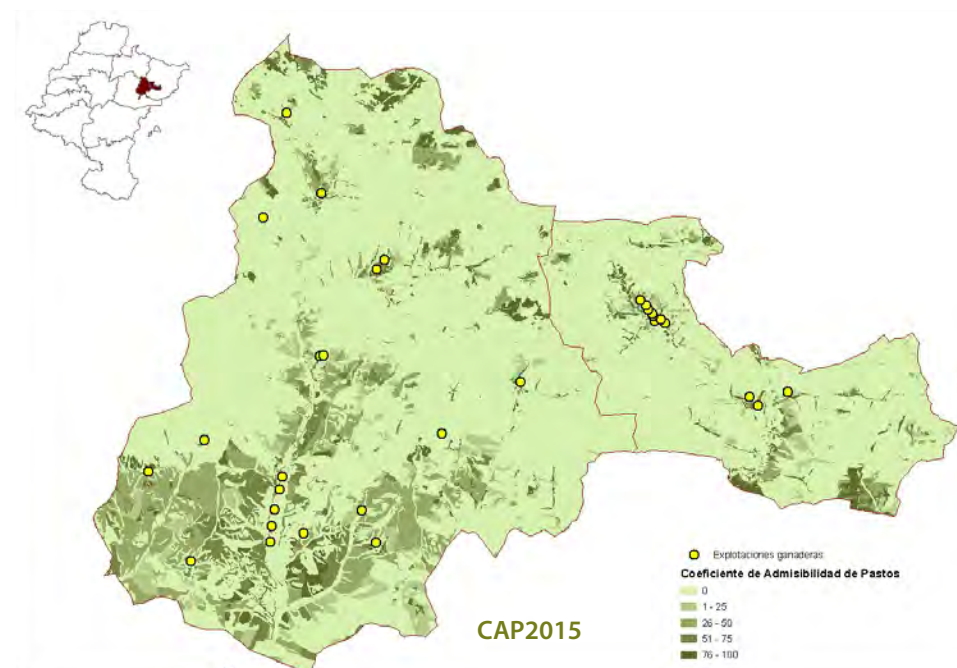 Explotaciones ganaderas
Coeficiente de Admisibilidad de Pastos
0
1 - 25
26 - 50
51 - 75
76 - 100
CAP2015